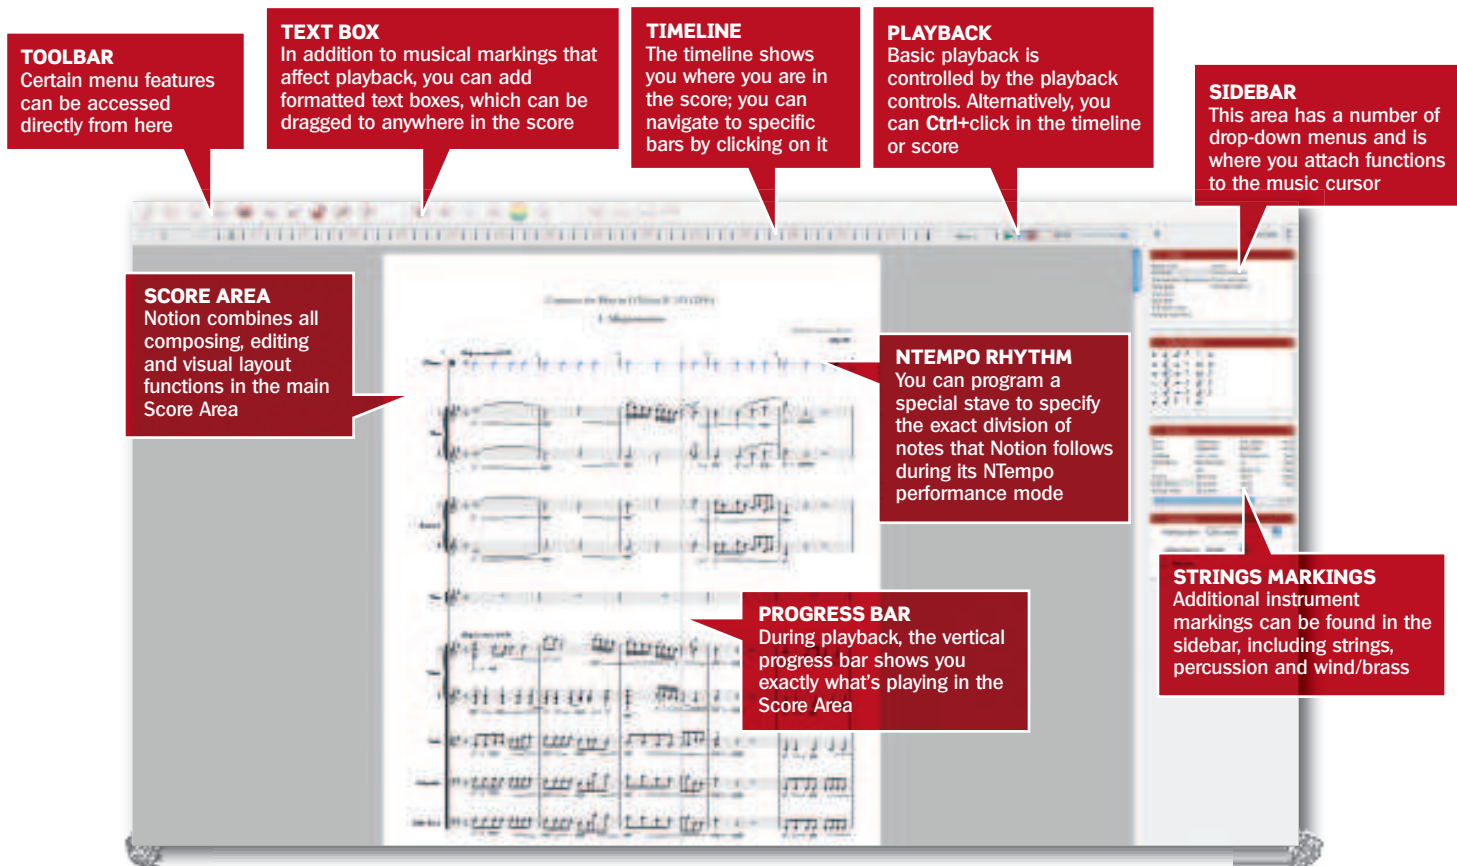 TOOLBAR
Certain menu features
can be accessed
directly from here
TEXT BOX
In addition to musical markings that
affect playback, you can add
formatted text boxes, which can be
dragged to anywhere in the score
TIMELINE
The timeline shows
you where you are in
the score; you can
navigate to specific
bars by clicking on it
PLAYBACK
Basic playback is
controlled by the playback
controls. Alternatively, you
can Ctrl+click in the timeline
or score
SIDEBAR
This area has a number of
drop-down menus and is
where you attach functions
to the music cursor
SCORE AREA
Notion combines all
composing, editing
and visual layout
functions in the main
Score Area
NTEMPO RHYTHM
You can program a
special stave to specify
the exact division of
notes that Notion follows
during its NTempo
performance mode
PROGRESS BAR
During playback, the vertical
progress bar shows you
exactly what's playing in the
Score Area
STRINGS MARKINGS
Additional instrument
markings can be found in the
sidebar, including strings,
percussion and wind/brass